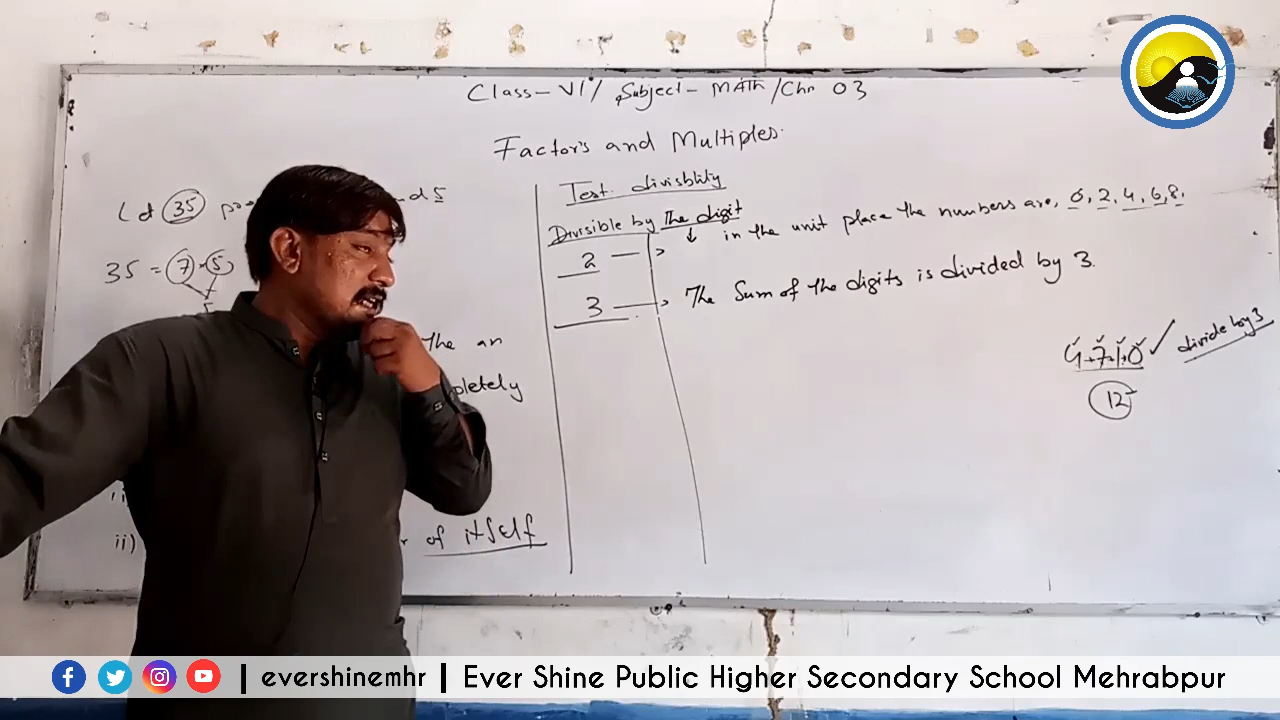 Class-VI / Subject- MATH / Chr 03
Factors and Multiples.
Let 35 5
35 = 7 × 5
the an
pletely
ii) of itself
Test divisblity
Divisible by The digit
2 in the unit place the numbers are, 0, 2, 4, 6, 8.
3 The Sum of the digits is divided by 3.
4+7+1+0 ✓ divide by 3
12
| evershinemhr | Ever Shine Public Higher Secondary School Mehrabpur